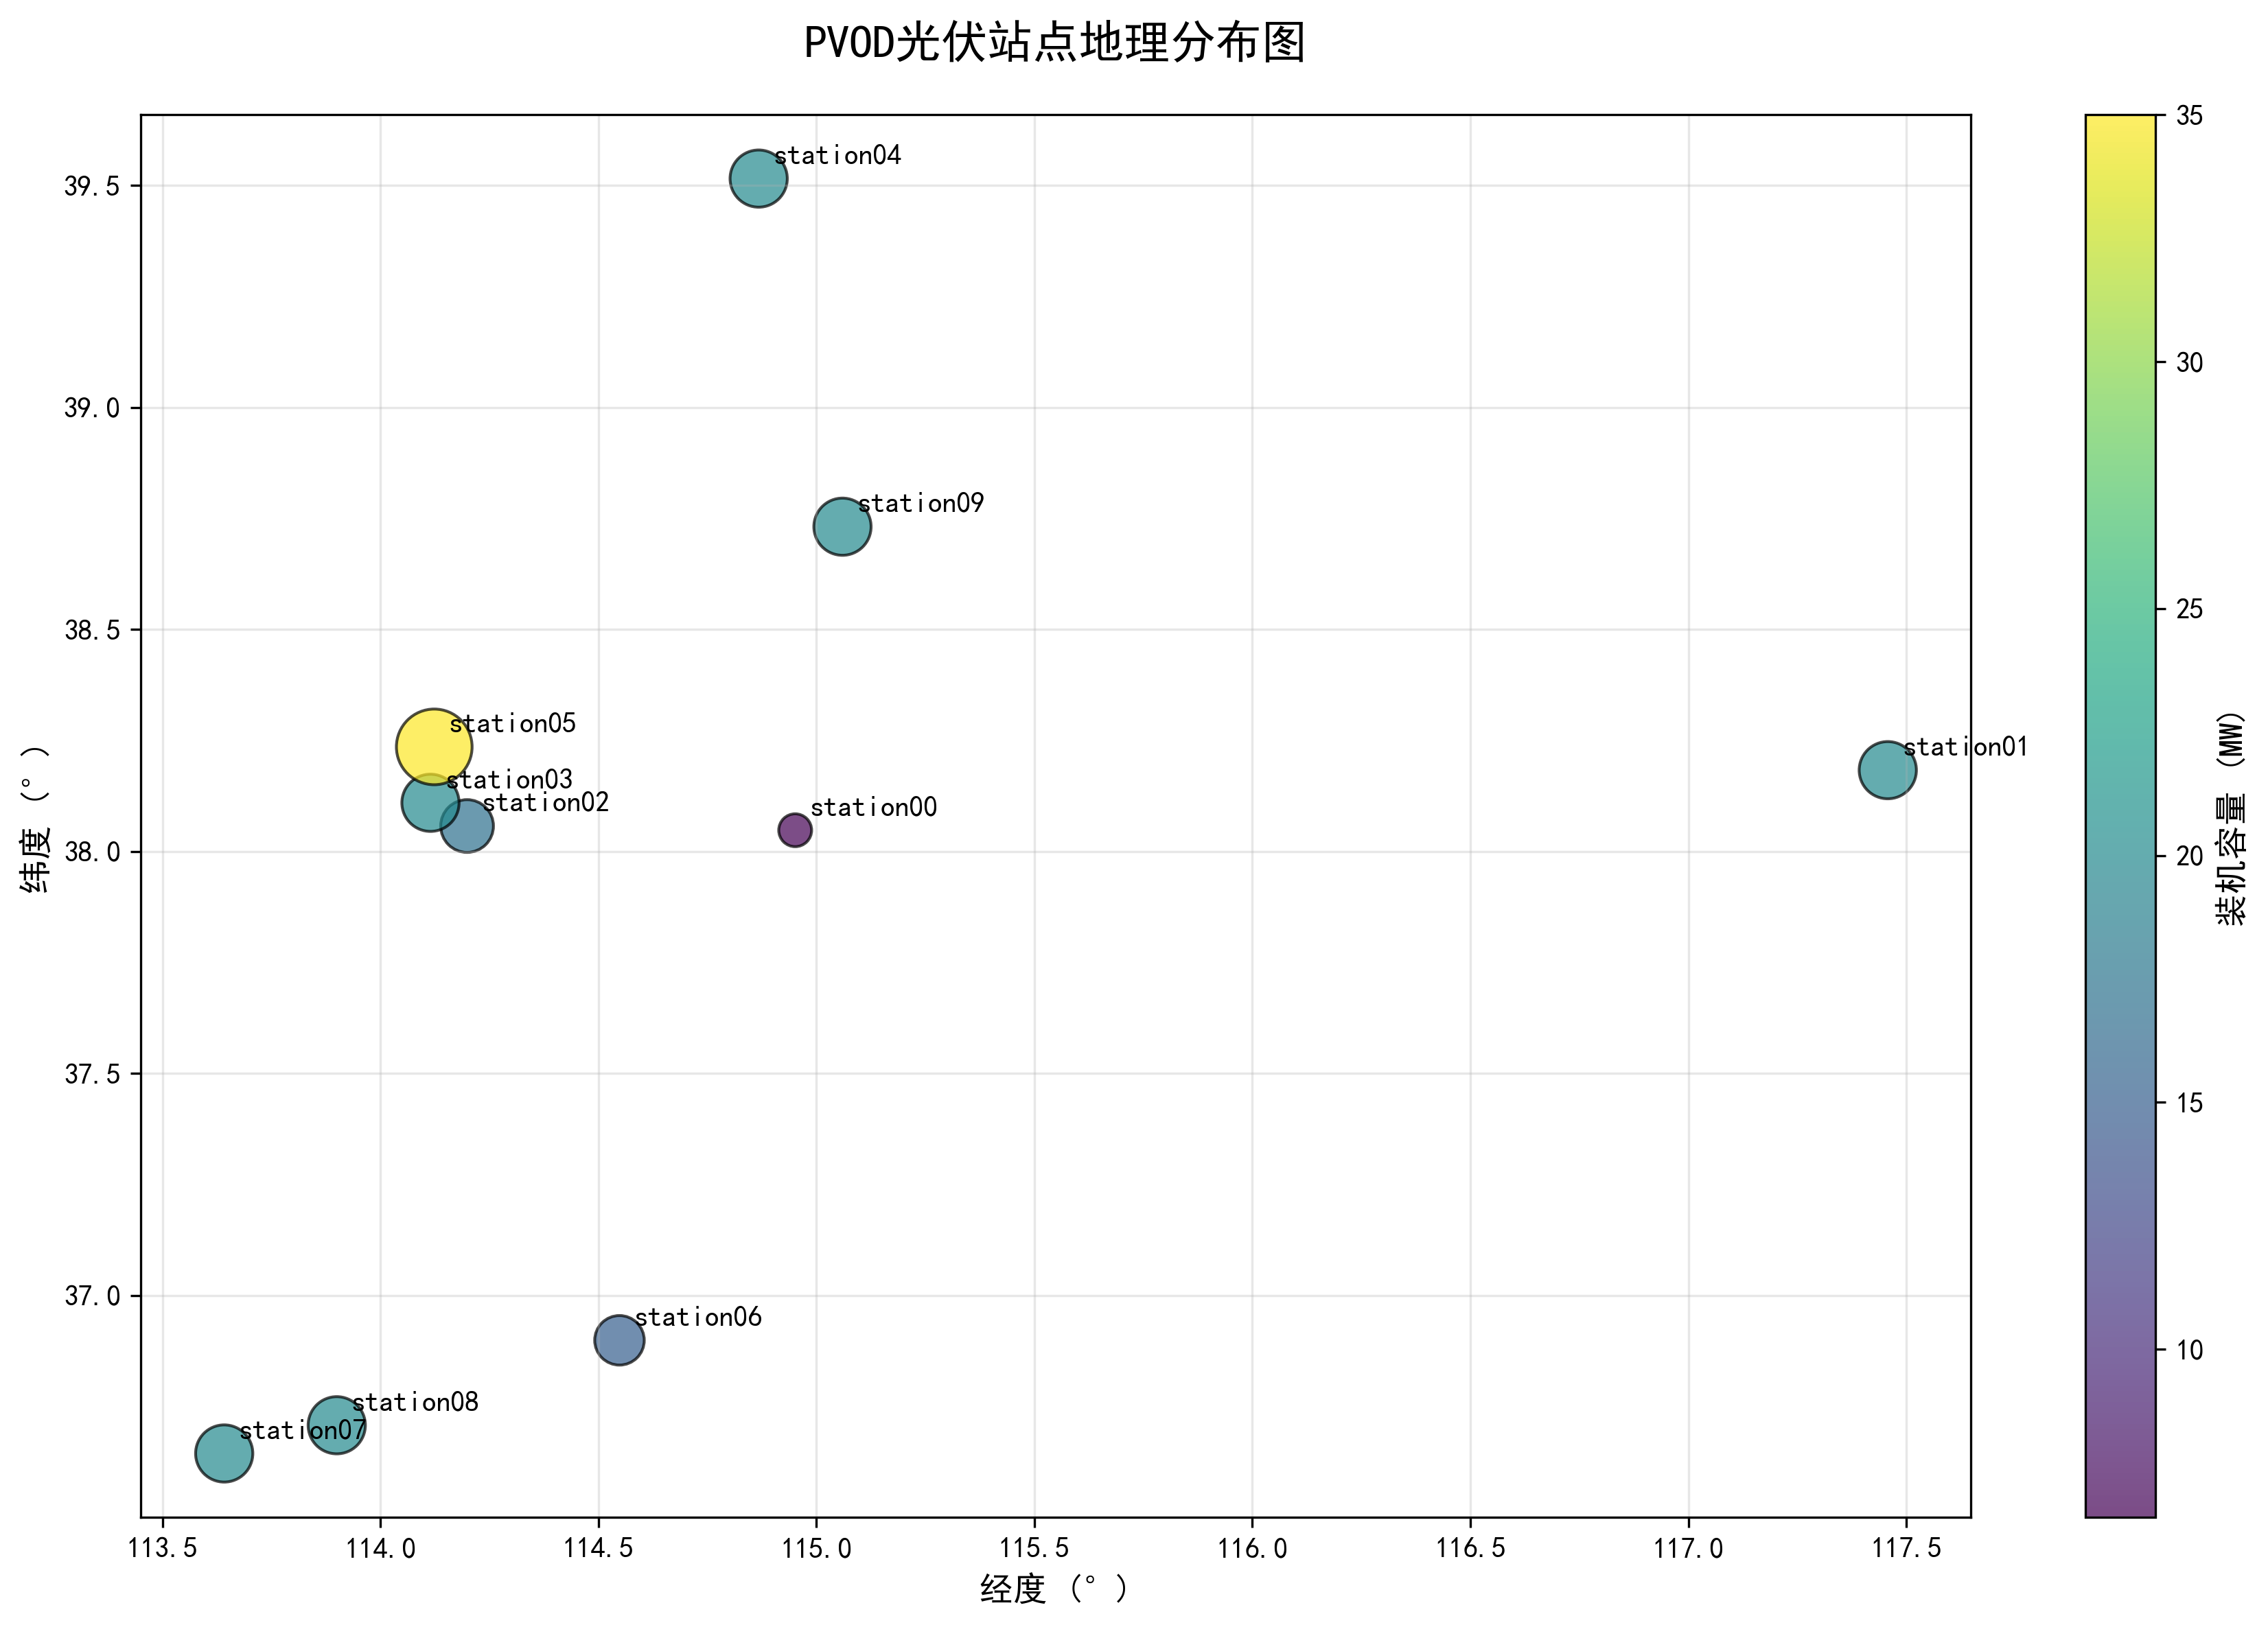 PVOD光伏站点地理分布图
station04
station09
station05
station03
station02
station00
station01
station06
station08
station07
39.5
39.0
38.5
38.0
37.5
37.0
纬度 (°)
113.5
114.0
114.5
115.0
115.5
116.0
116.5
117.0
117.5
经度 (°)
35
30
25
20
15
10
装机容量 (MW)